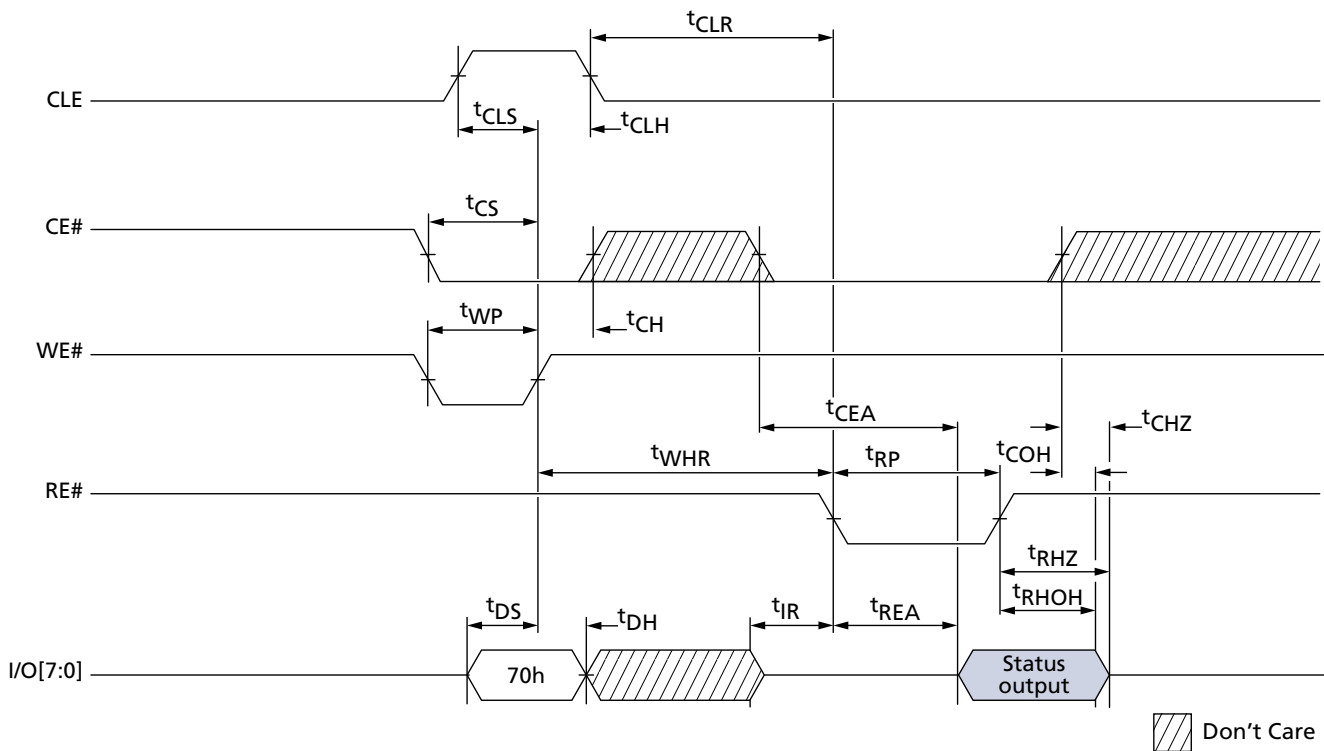 tCLR
CLE
tCLS
tCLH
tCS
CE#
tWP
tCH
WE#
tCEA
tCHZ
tWHR
tRP
tCOH
RE#
tRHZ
tRHOH
tDS
tDH
tIR
tREA
I/O[7:0]
70h
Status
output
Don't Care